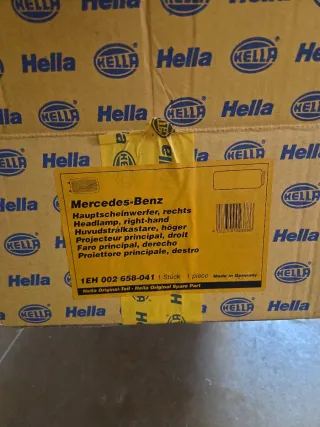 HELLA
Hella HELLA Hella HELLA
HELLA Hella HELLA Hella
Hella HELLA Hella HELLA
Mercedes-Benz
Hauptscheinwerfer, rechts
Headlamp, right-hand
Huvudstrålkastare, höger
Projecteur principal, droit
Faro principal, derecho
Proiettore principale, destro
1EH 002 658-041 1 Stück 1 piece Made in Germany
Hella Original-Teil - Hella Original Spare Part